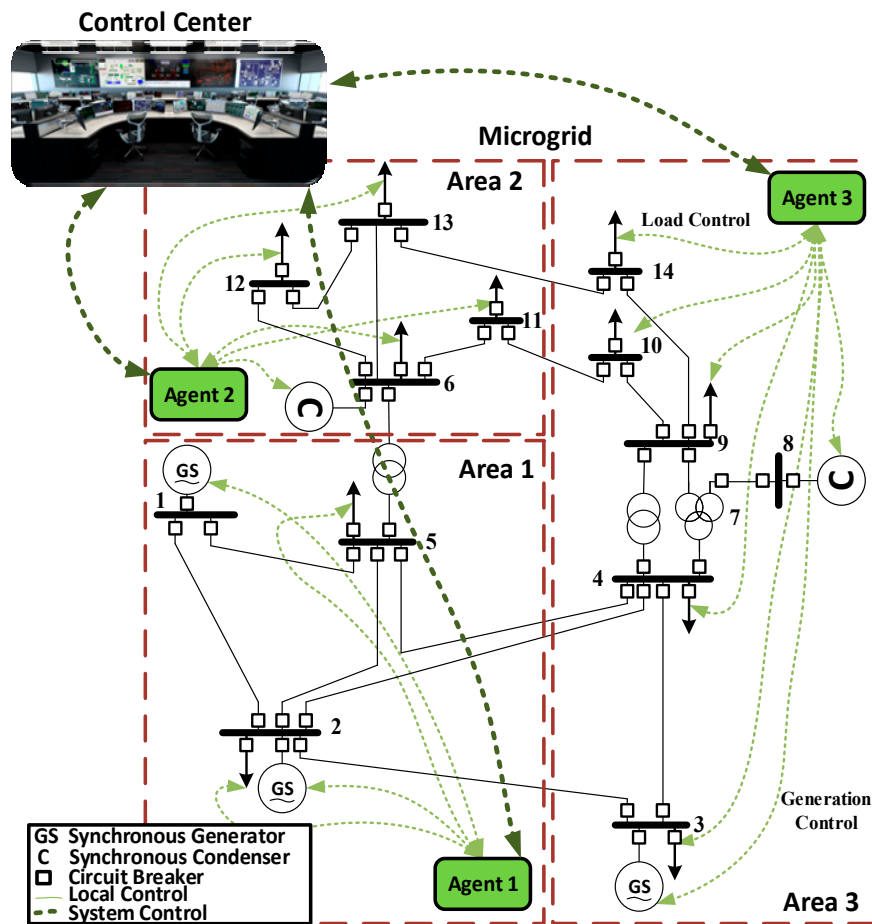 Control Center
Microgrid
Area 2
Agent 3
13
Load Control
12
14
11
10
Agent 2
6
C
9
8
Area 1
GS
C
1
7
5
4
2
GS
Generation
Control
3
GS Synchronous Generator
C Synchronous Condenser
Circuit Breaker
Local Control
System Control
Agent 1
GS
Area 3